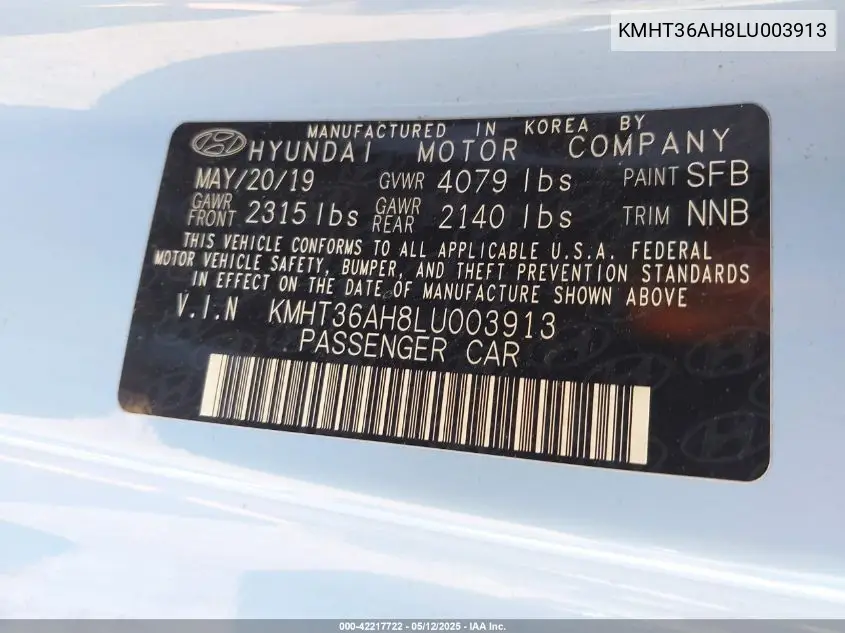 KMHT36AH8LU003913
MANUFACTURED IN KOREA BY
HYUNDAI MOTOR COMPANY
MAY/20/19 GVWR 4079 lbs PAINT SFB
GAWR FRONT 2315 lbs GAWR REAR 2140 lbs TRIM NNB
THIS VEHICLE CONFORMS TO ALL APPLICABLE U.S.A. FEDERAL
MOTOR VEHICLE SAFETY, BUMPER, AND THEFT PREVENTION STANDARDS
IN EFFECT ON THE DATE OF MANUFACTURE SHOWN ABOVE
V.I.N KMHT36AH8LU003913
PASSENGER CAR
000-42217722 - 05/12/2025 - IAA Inc.